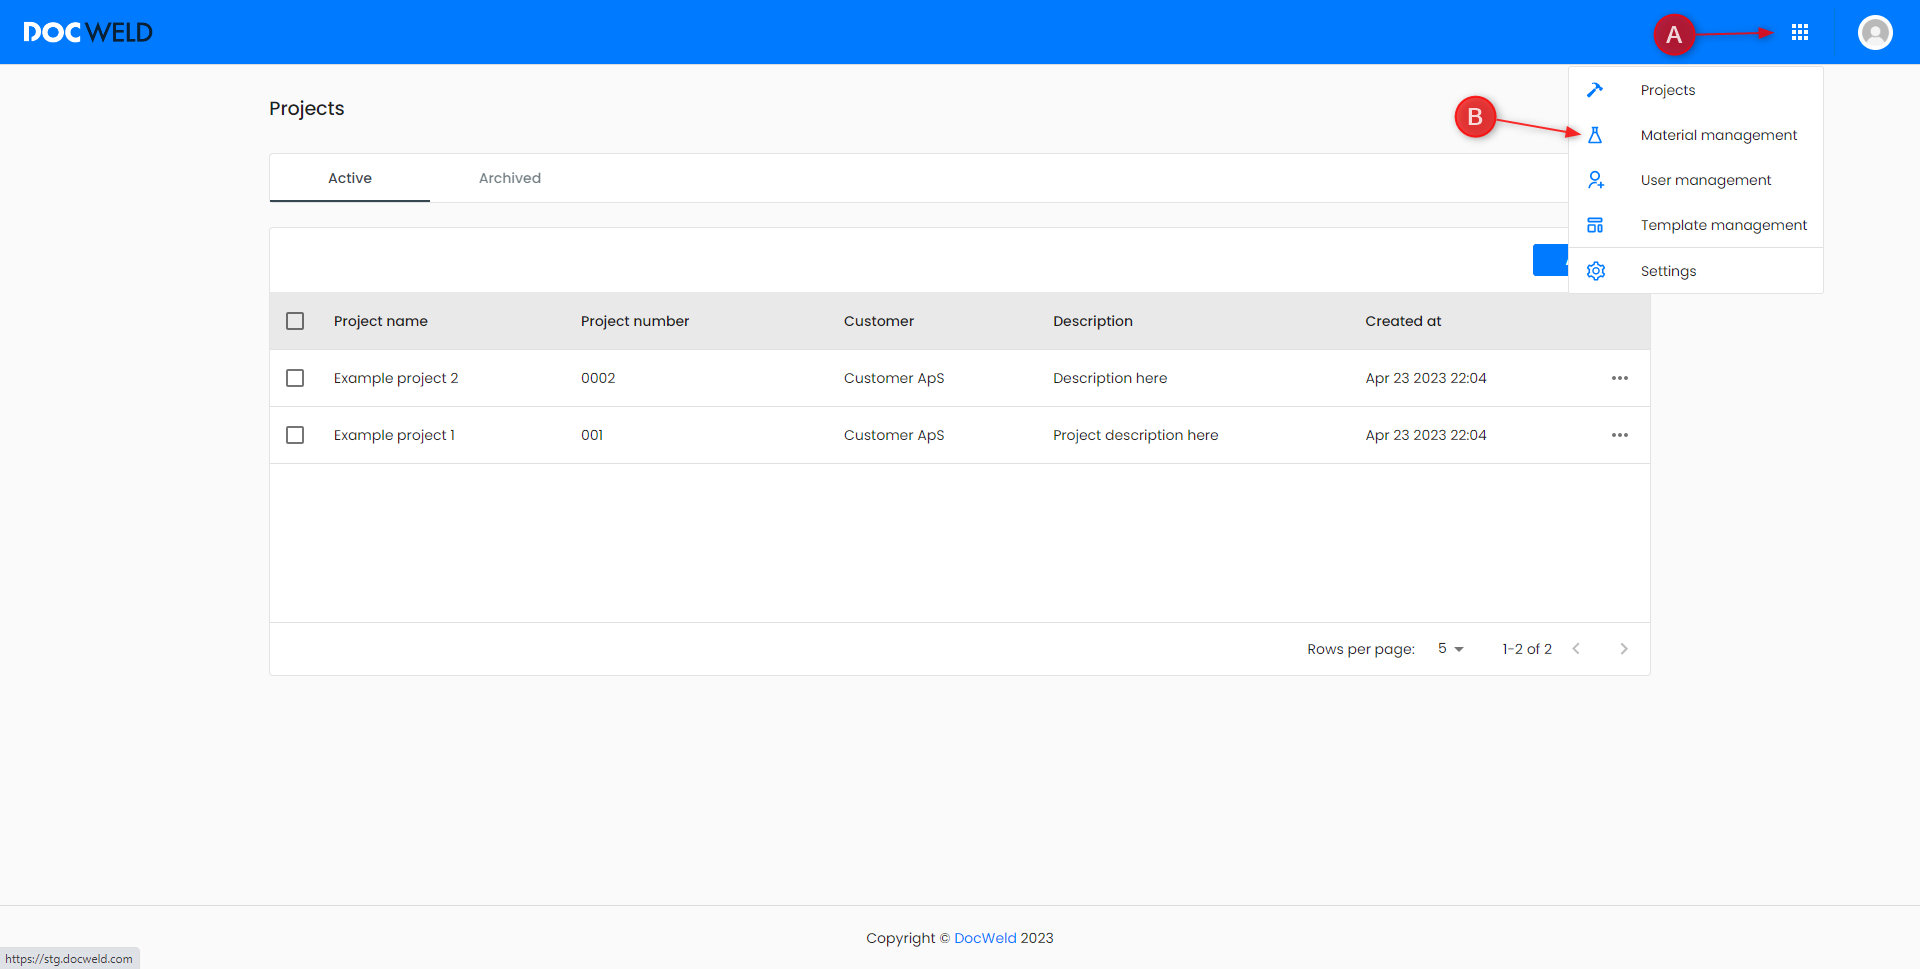 DOCWELD
A
Projects
B
Material management
User management
Template management
Settings
Projects
Active
Archived
Project name
Project number
Customer
Description
Created at
Example project 2
0002
Customer ApS
Description here
Apr 23 2023 22:04
Example project 1
001
Customer ApS
Project description here
Apr 23 2023 22:04
Rows per page:
5
1-2 of 2
Copyright © DocWeld 2023
https://stg.docweld.com